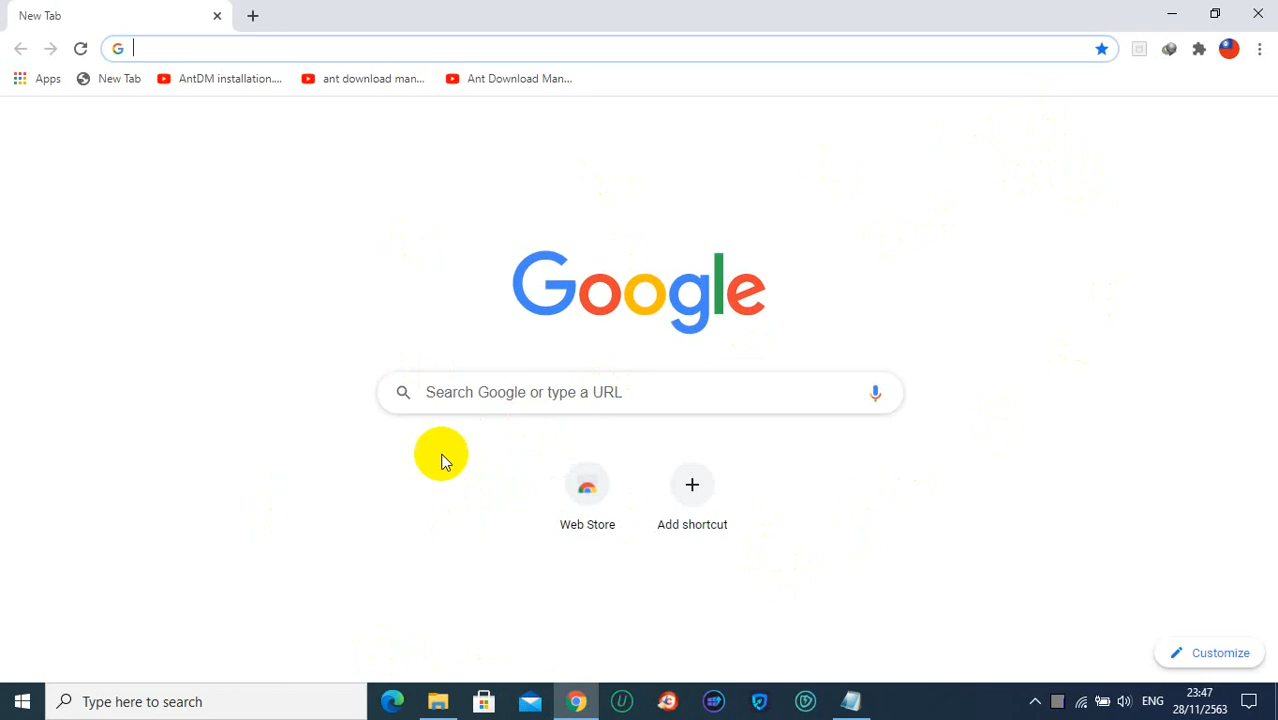 New Tab
Apps New Tab AntDM installation.... ant download man... Ant Download Man...
Google
Search Google or type a URL
Web Store Add shortcut
Customize
Type here to search
ENG
23:47
28/11/2563